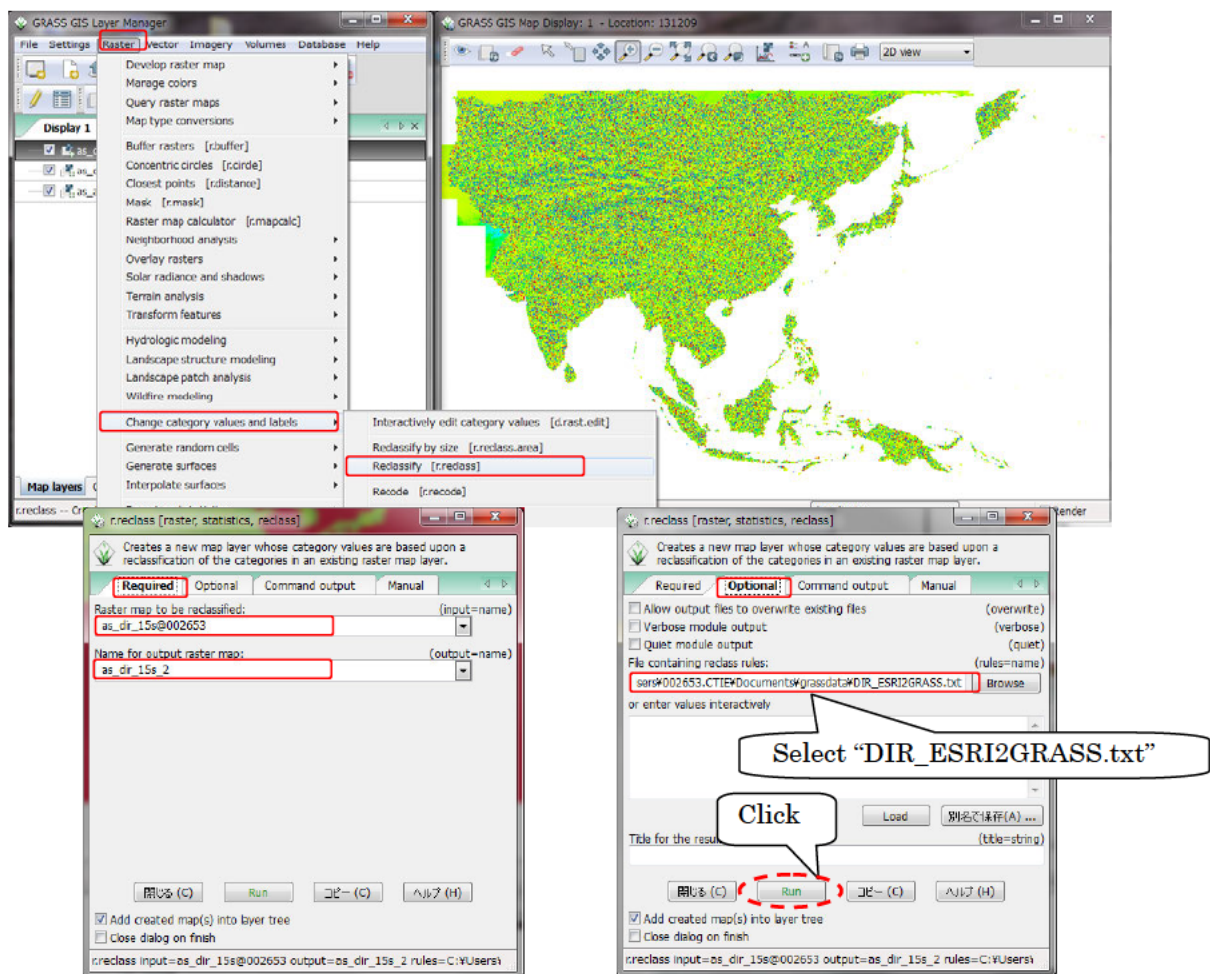 GRASS GIS Layer Manager
File Settings Raster Vector Imagery Volumes Database Help
Develop raster map
Manage colors
Query raster maps
Map type conversions
Display 1
Buffer rasters [r.buffer]
Concentric circles [r.circle]
Closest points [r.distance]
Mask [r.mask]
Raster map calculator [r.mapcalc]
Neighborhood analysis
Overlay rasters
Solar radiance and shadows
Terrain analysis
Transform features
Hydrologic modeling
Landscape structure modeling
Landscape patch analysis
Wildfire modeling
Change category values and labels
Generate random cells
Generate surfaces
Interpolate surfaces
Map layers
r.reclass -- Cr
Interactively edit category values [d.rast.edit]
Reclassify by size [r.reclass.area]
Reclassify [r.reclass]
Recode [r.recode]
GRASS GIS Map Display: 1 - Location: 131209
2D view
Render
r.reclass [raster, statistics, reclass]
Creates a new map layer whose category values are based upon a
reclassification of the categories in an existing raster map layer.
Required Optional Command output Manual
Raster map to be reclassified: (input=name)
as_dir_15s@002653
Name for output raster map: (output=name)
as_dir_15s_2
閉じる (C) Run コピー (C) ヘルプ (H)
Add created map(s) into layer tree
Close dialog on finish
r.reclass input=as_dir_15s@002653 output=as_dir_15s_2 rules=C:¥Users¥
r.reclass [raster, statistics, reclass]
Creates a new map layer whose category values are based upon a
reclassification of the categories in an existing raster map layer.
Required Optional Command output Manual
Allow output files to overwrite existing files (overwrite)
Verbose module output (verbose)
Quiet module output (quiet)
File containing reclass rules: (rules=name)
sers¥002653.CTIE¥Documents¥grassdata¥DIR_ESRI2GRASS.txt Browse
or enter values interactively
Select “DIR_ESRI2GRASS.txt”
Click
Load 別名で保存(A) ...
Title for the resu (title=string)
閉じる (C) Run コピー (C) ヘルプ (H)
Add created map(s) into layer tree
Close dialog on finish
r.reclass input=as_dir_15s@002653 output=as_dir_15s_2 rules=C:¥Users¥